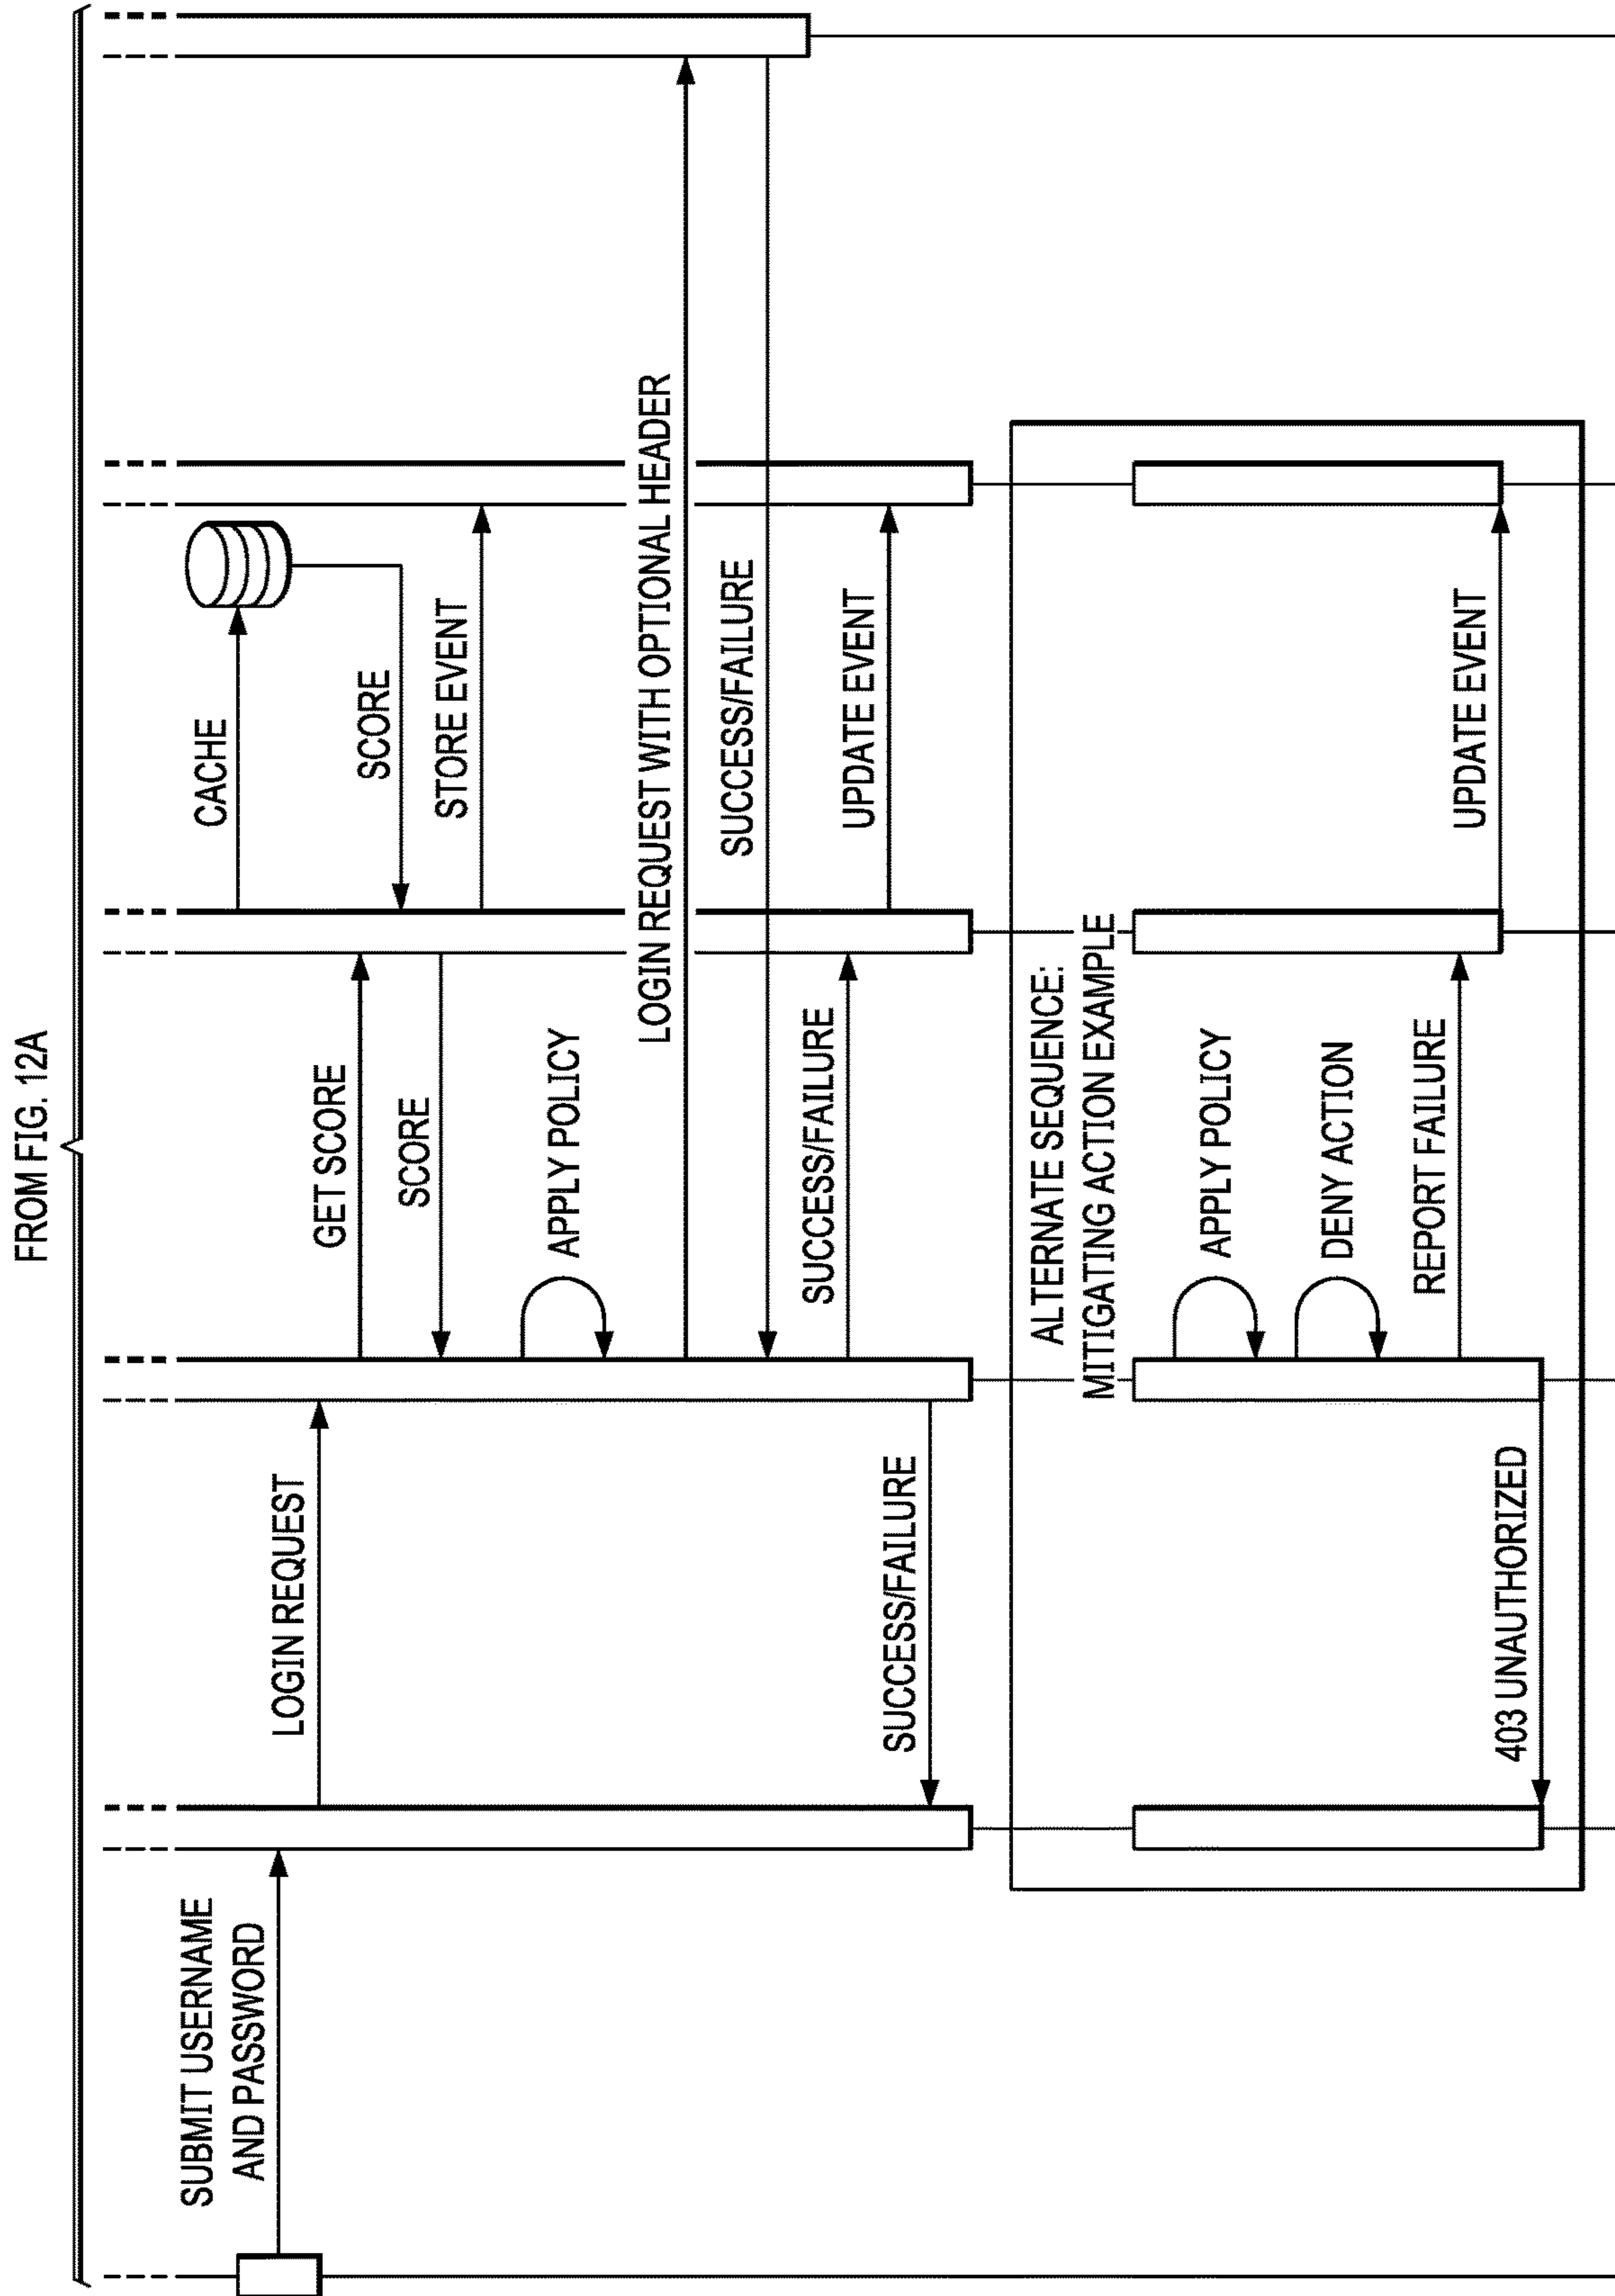 FROM FIG. 12A
SUBMIT USERNAME
AND PASSWORD
CACHE
LOGIN REQUEST
GET SCORE
SCORE
SCORE
STORE EVENT
APPLY POLICY
LOGIN REQUEST WITH OPTIONAL HEADER
SUCCESS/FAILURE
SUCCESS/FAILURE
UPDATE EVENT
SUCCESS/FAILURE
ALTERNATE SEQUENCE:
MITIGATING ACTION EXAMPLE
APPLY POLICY
DENY ACTION
REPORT FAILURE
UPDATE EVENT
403 UNAUTHORIZED